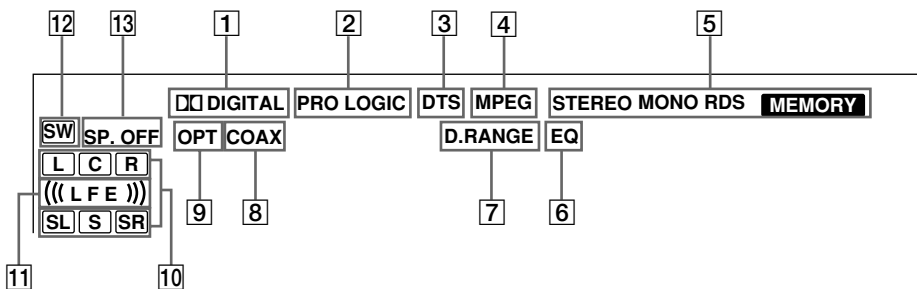 12 13 1 2 3 4 5
DIGITAL PRO LOGIC DTS MPEG STEREO MONO RDS MEMORY
SW SP. OFF OPT COAX D.RANGE EQ
L C R
((( L F E )))
9 8 7 6
SL S SR
11 10